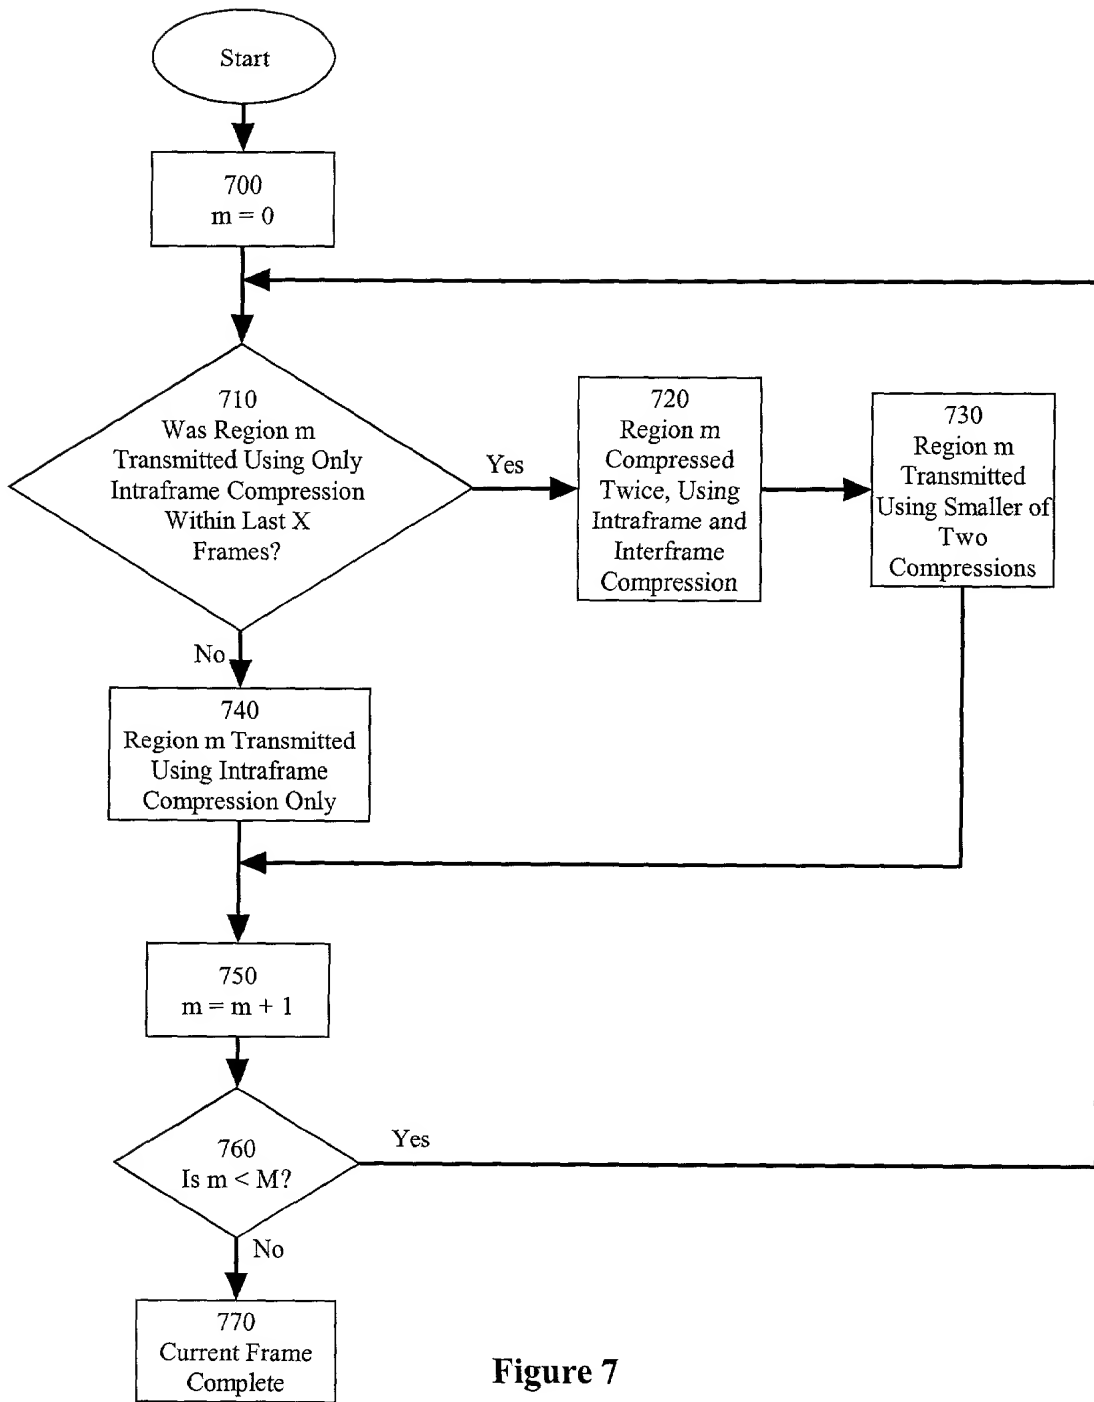 Start
700
m = 0
710
Was Region m
Transmitted Using Only
Intraframe Compression
Within Last X
Frames?
Yes
720
Region m
Compressed
Twice, Using
Intraframe and
Interframe
Compression
730
Region m
Transmitted
Using Smaller of
Two
Compressions
No
740
Region m Transmitted
Using Intraframe
Compression Only
750
m = m + 1
760
Is m < M?
Yes
No
770
Current Frame
Complete
Figure 7